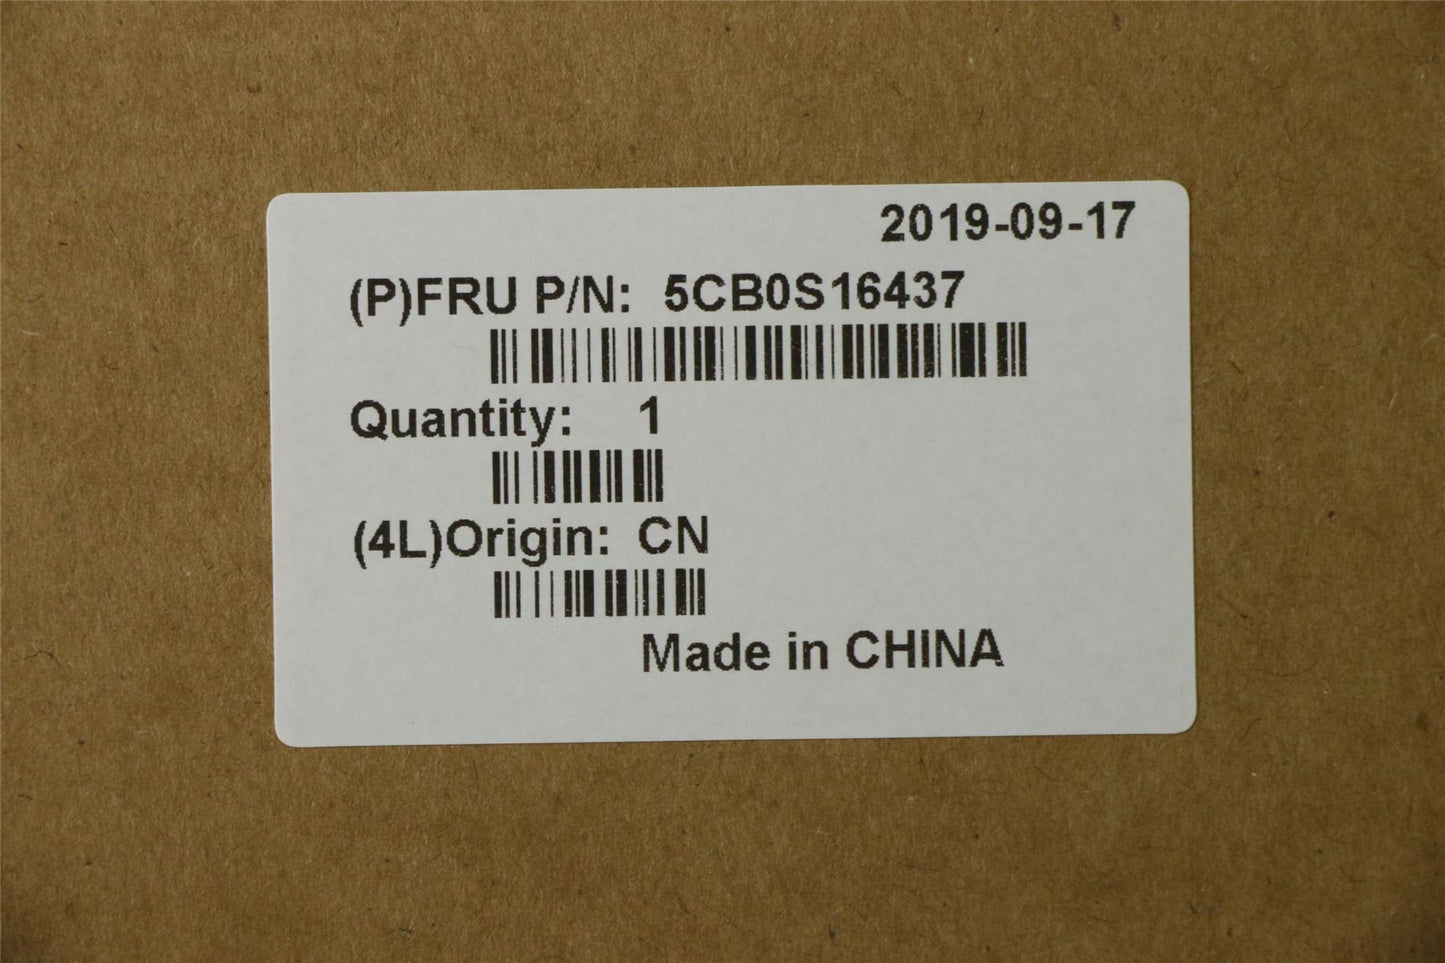 2019-09-17
(P)FRU P/N: 5CB0S16437
Quantity: 1
(4L)Origin: CN
Made in CHINA